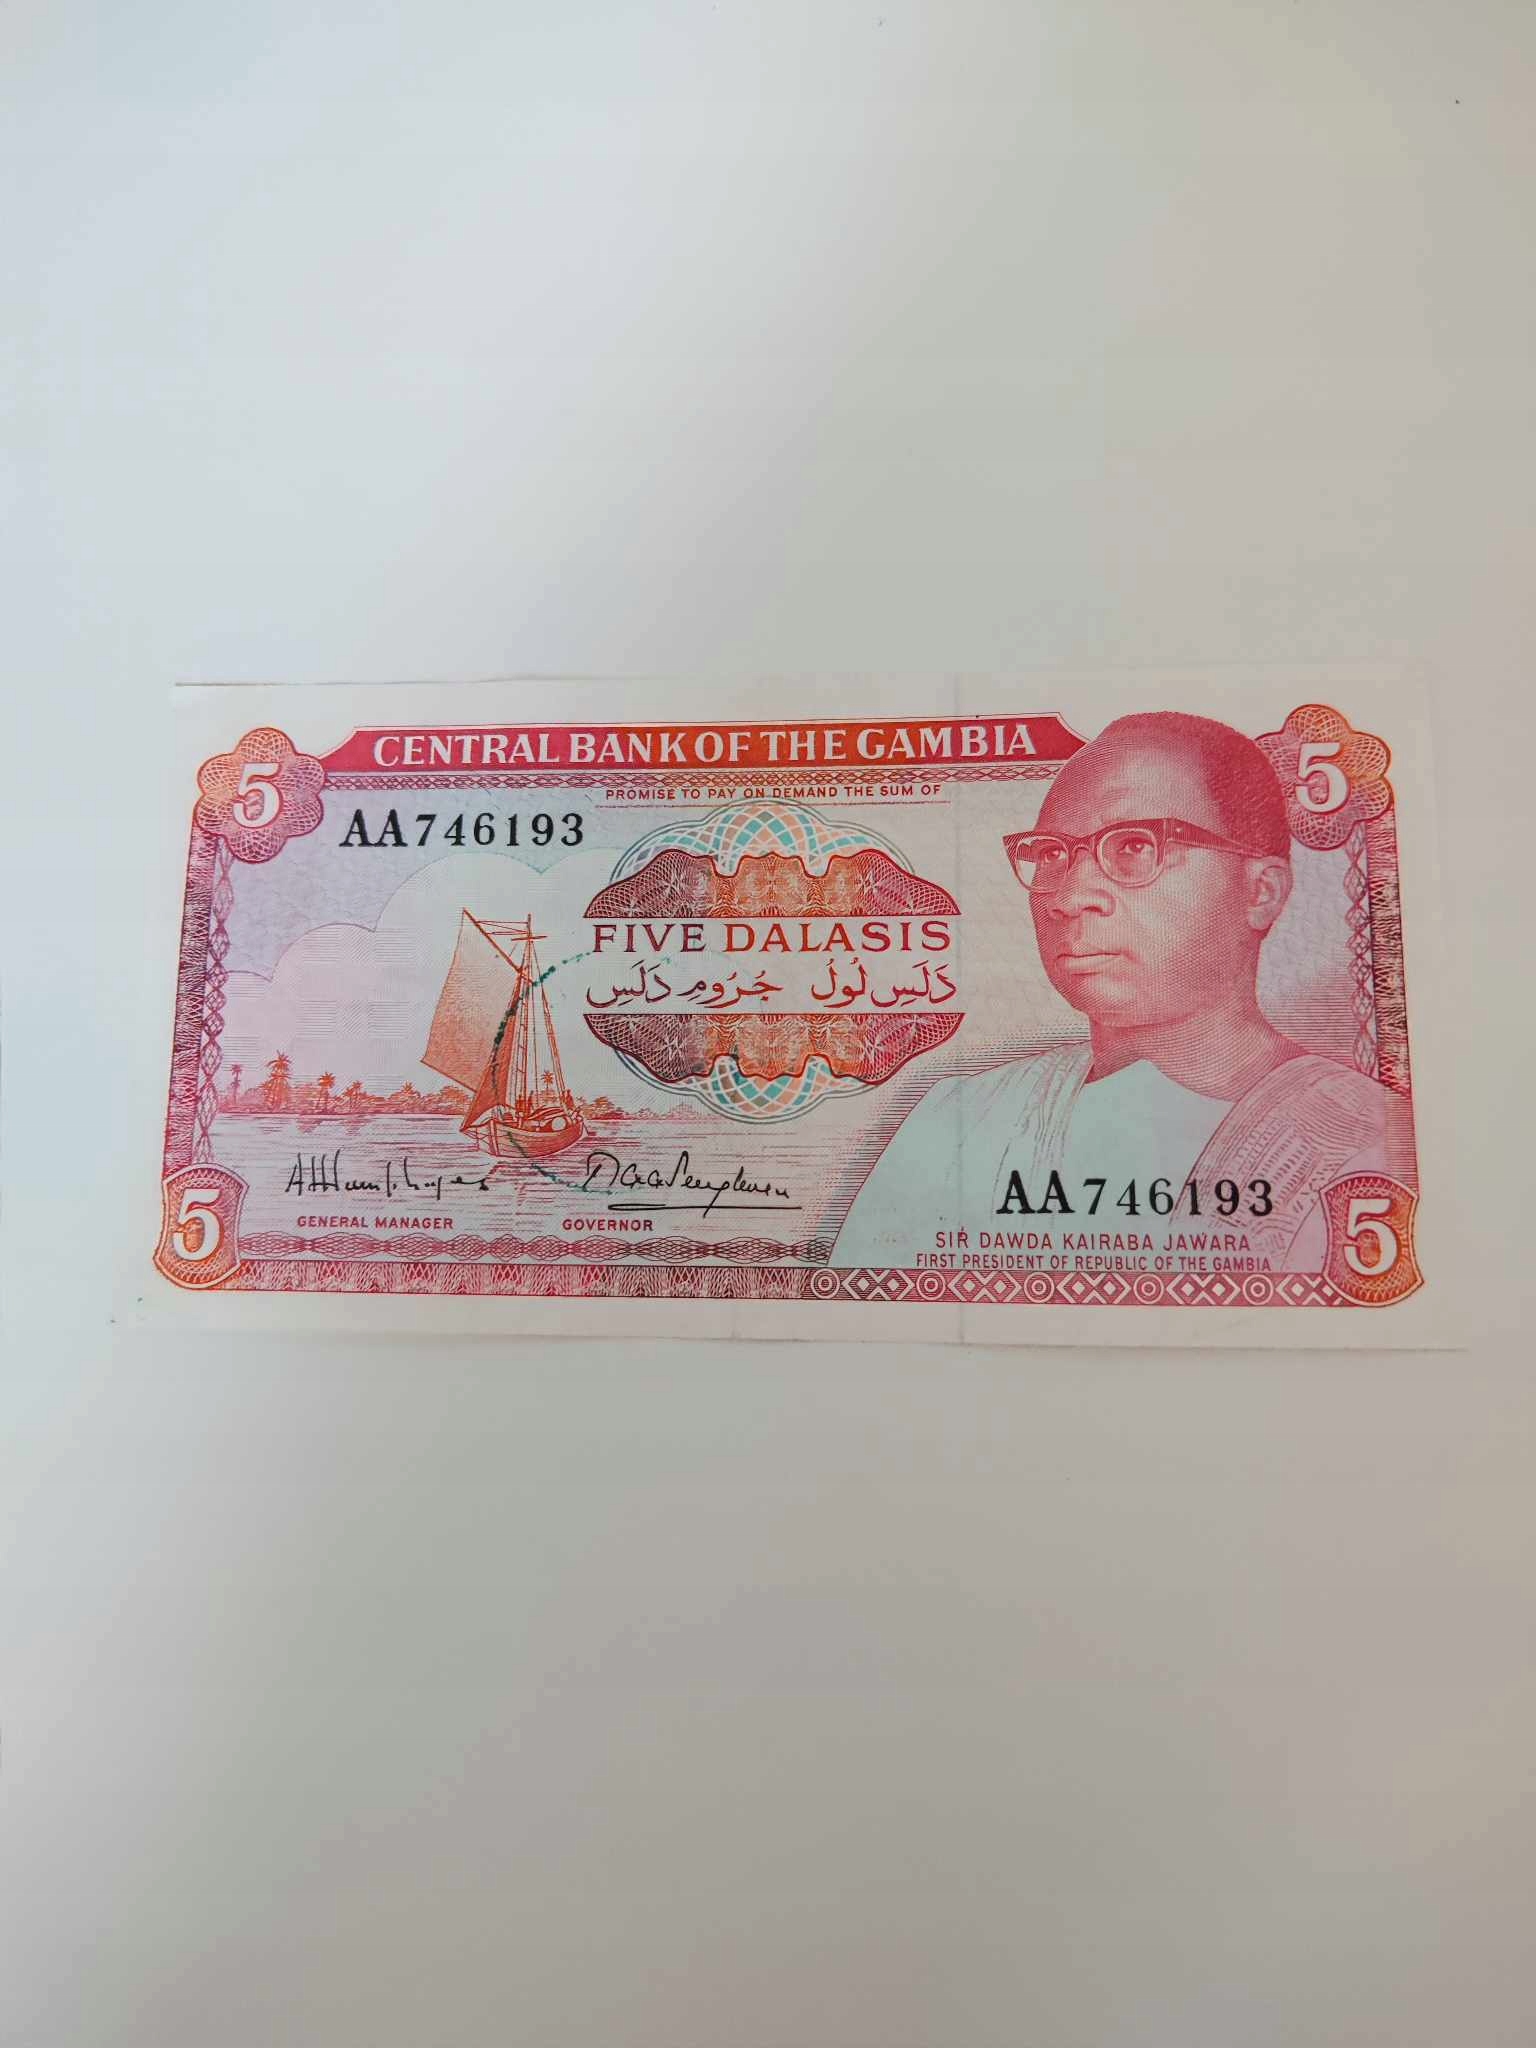 CENTRAL BANK OF THE GAMBIA
5
5
PROMISE TO PAY ON DEMAND THE SUM OF
AA746193
FIVE DALASIS
دَلَسِ لُولُ جُرُومِ دَلَسِ
GENERAL MANAGER
GOVERNOR
AA746193
SIR DAWDA KAIRABA JAWARA
FIRST PRESIDENT OF REPUBLIC OF THE GAMBIA
5
5